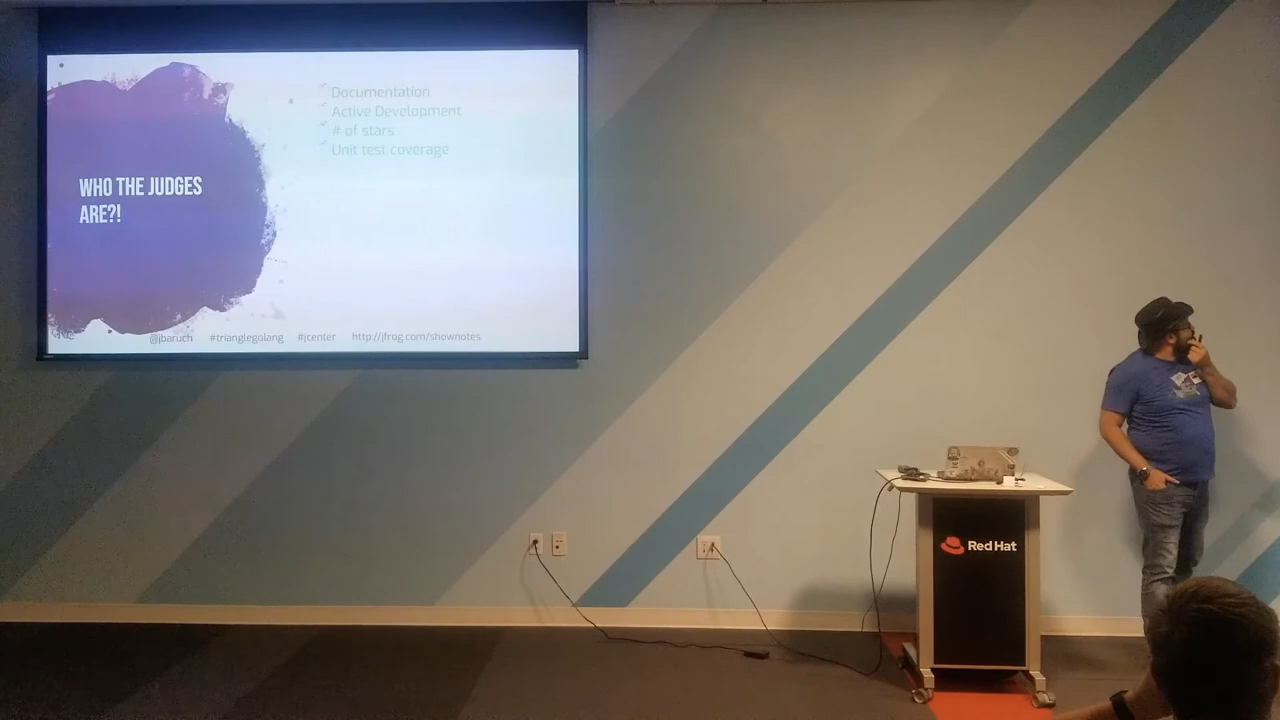 WHO THE JUDGES
ARE?!
Documentation
Active Development
# of stars
Unit test coverage
@jbaruch #trianglegolang #jcenter http://jfrog.com/shownotes
Red Hat